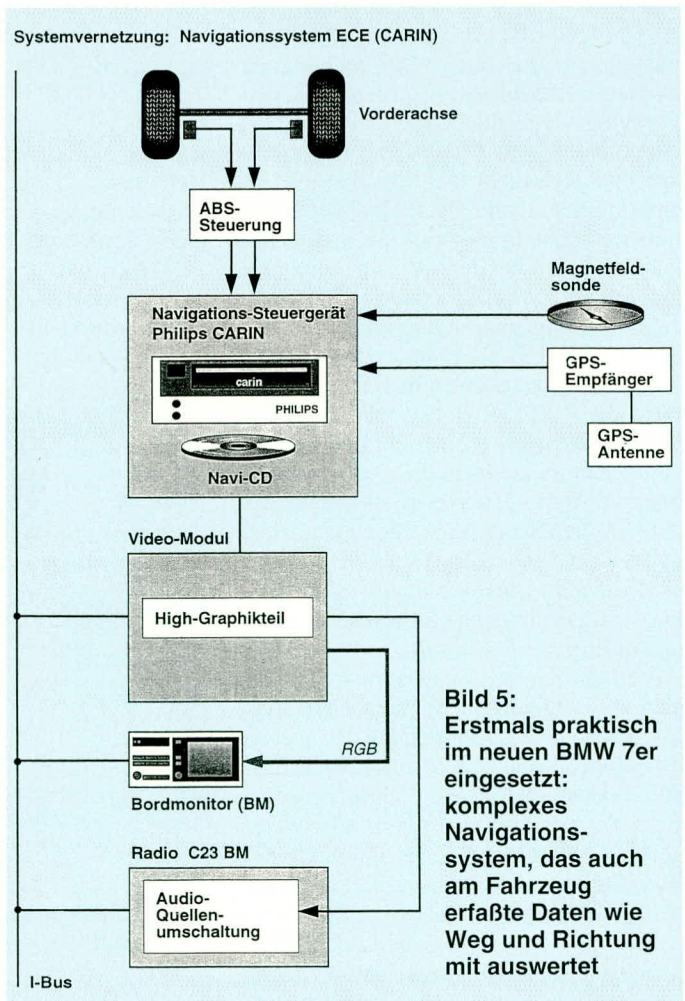 Systemvernetzung: Navigationssystem ECE (CARIN)
Vorderachse
ABS-
Steuerung
Magnetfeld-
sonde
Navigations-Steuergerät
Philips CARIN
carin
PHILIPS
Navi-CD
GPS-
Empfänger
GPS-
Antenne
Video-Modul
High-Graphikteil
RGB
Bordmonitor (BM)
Radio C23 BM
Audio-
Quellen-
umschaltung
I-Bus
Bild 5:
Erstmals praktisch
im neuen BMW 7er
eingesetzt:
komplexes
Navigations-
system, das auch
am Fahrzeug
erfaßte Daten wie
Weg und Richtung
mit auswertet